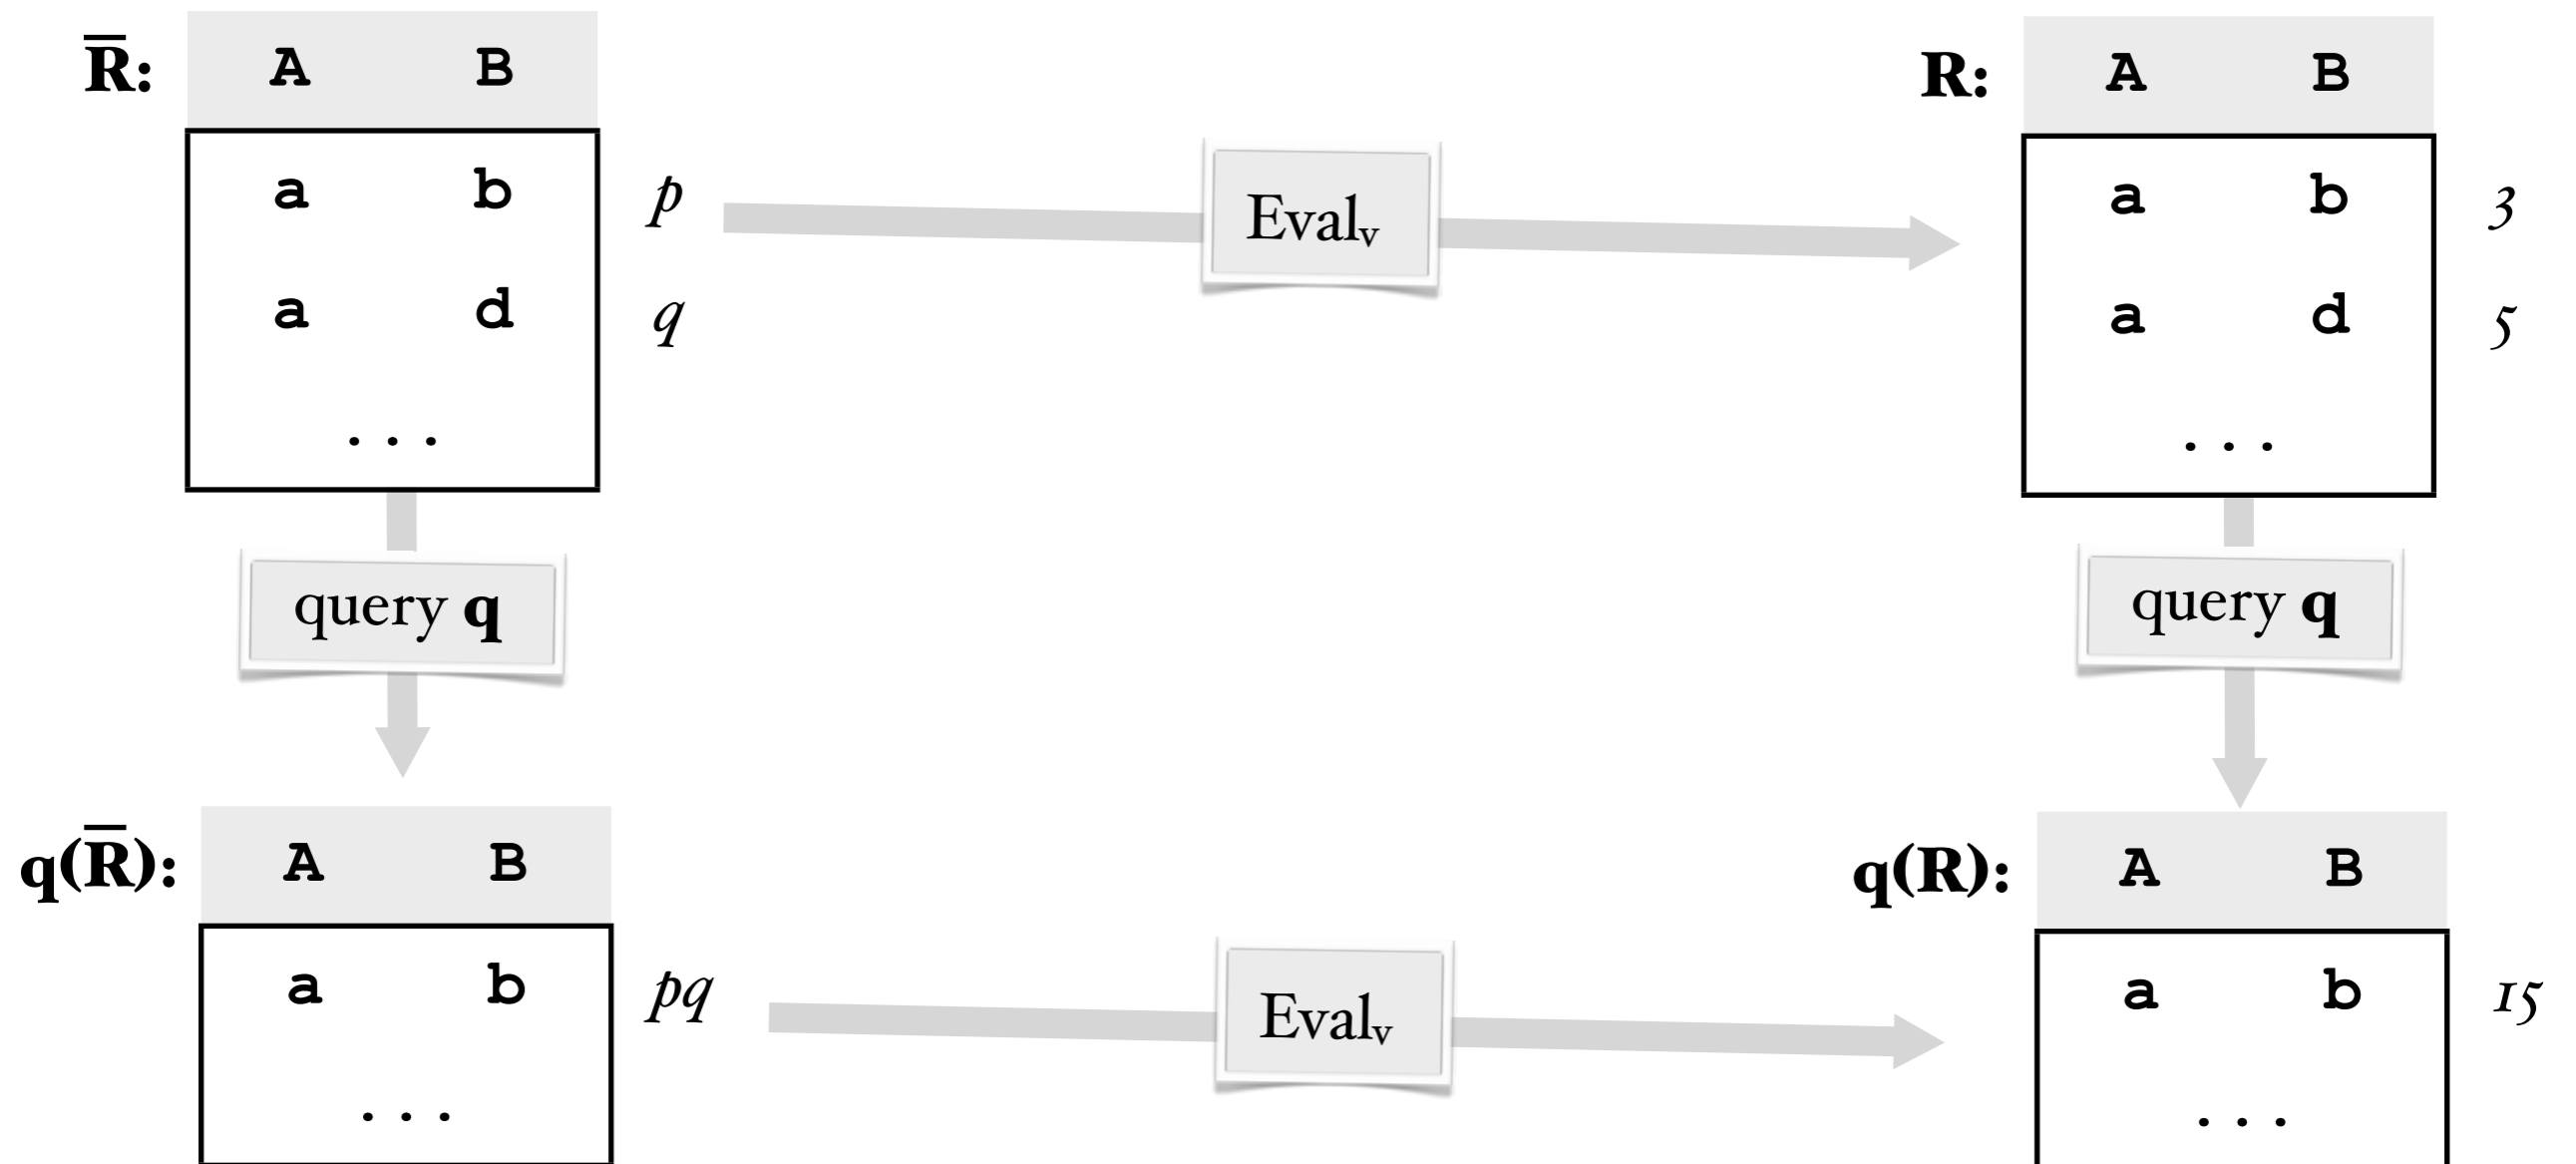 R̅: A B
a b p
a d q
. . .
Evalᵥ
R: A B
a b 3
a d 5
. . .
query q
query q
q(R̅): A B
a b pq
. . .
Evalᵥ
q(R): A B
a b 15
. . .